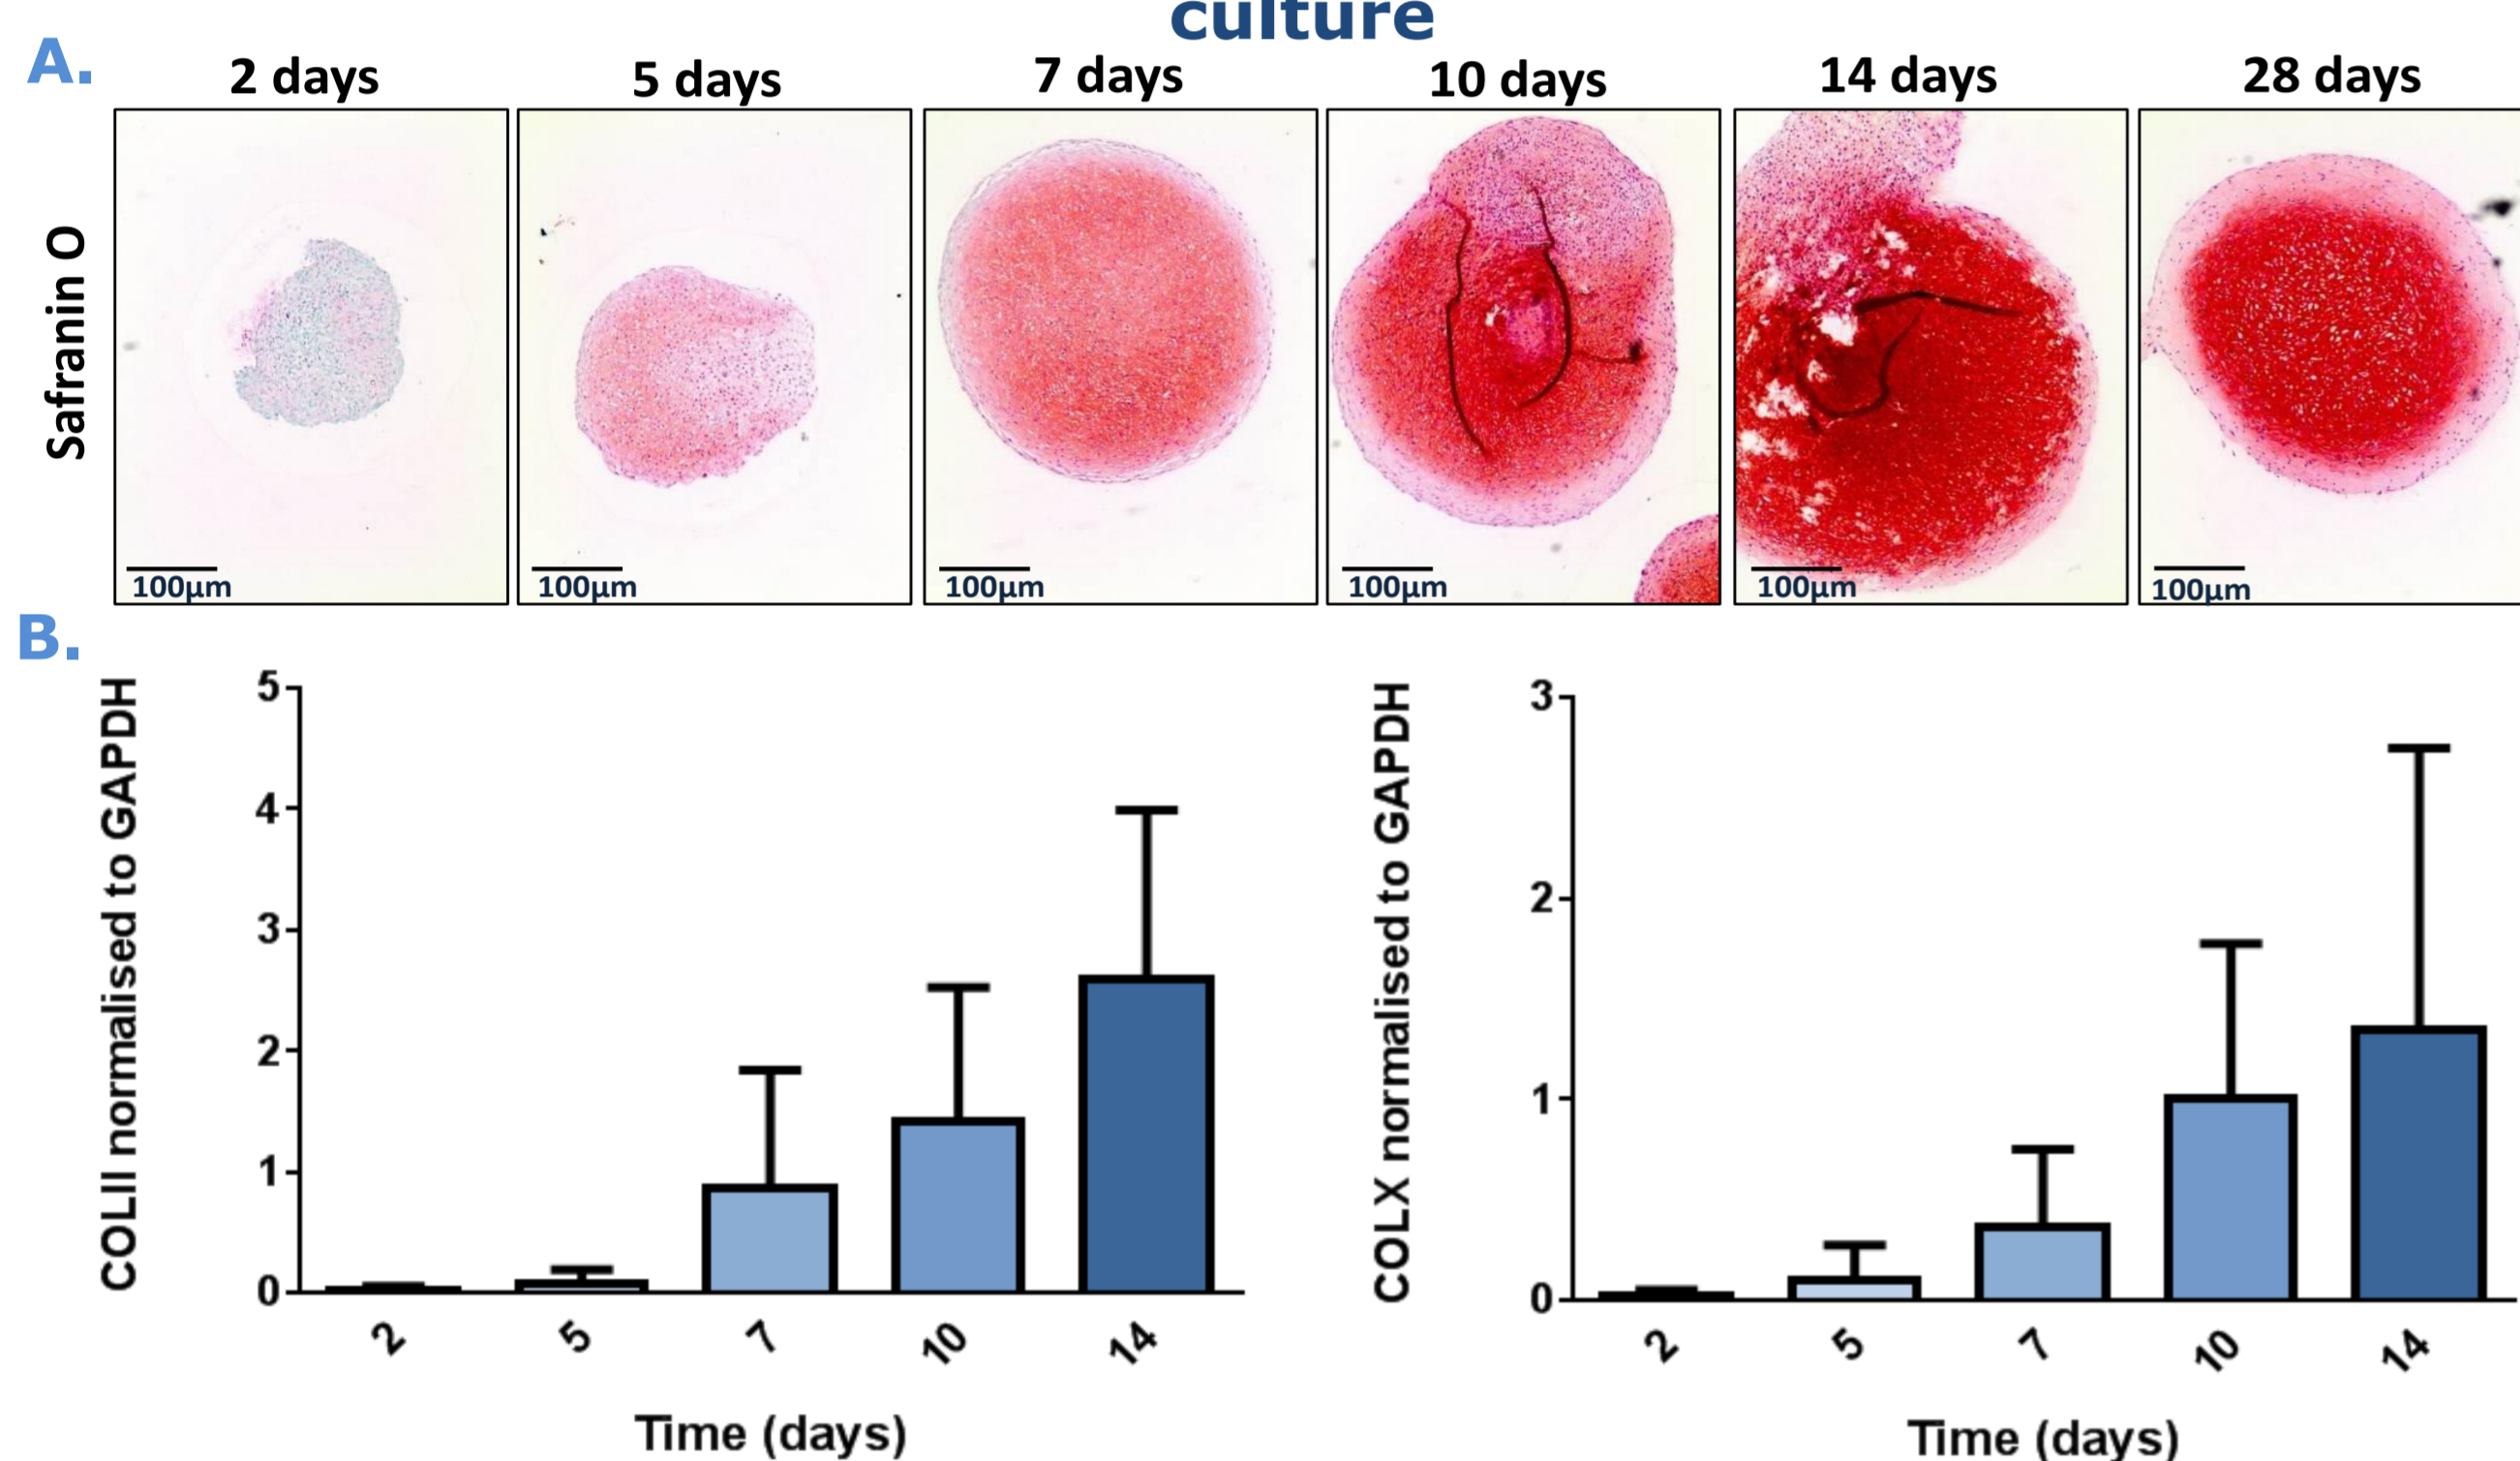 culture
A.
2 days
5 days
7 days
10 days
14 days
28 days
Safranin O
100µm
100µm
100µm
100µm
100µm
100µm
B.
COLII normalised to GAPDH
5
4
3
2
1
0
2
5
7
10
14
Time (days)
COLX normalised to GAPDH
3
2
1
0
2
5
7
10
14
Time (days)